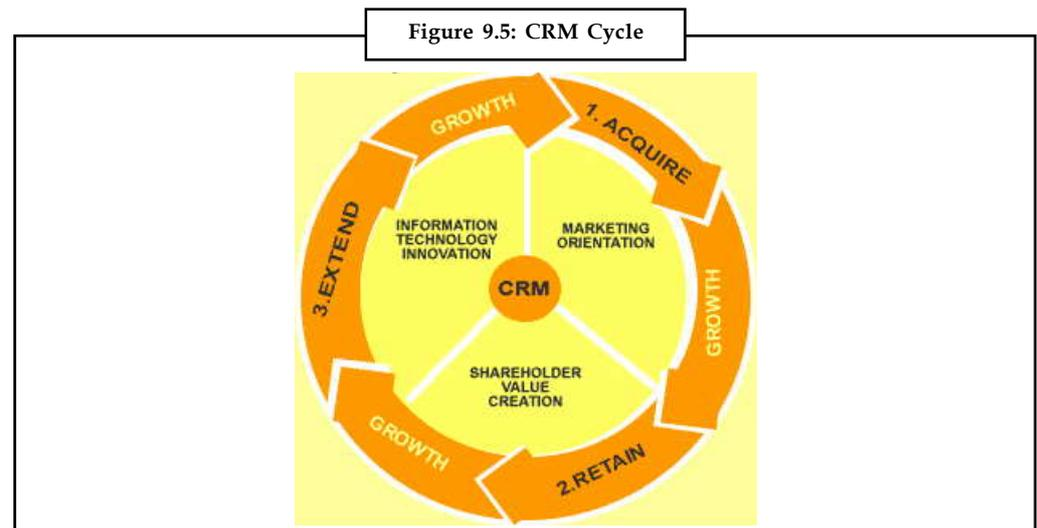 Figure 9.5: CRM Cycle
GROWTH
1. ACQUIRE
INFORMATION
TECHNOLOGY
INNOVATION
MARKETING
ORIENTATION
3.EXTEND
CRM
GROWTH
SHAREHOLDER
VALUE
CREATION
GROWTH
2.RETAIN